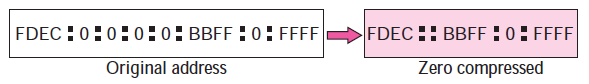 FDEC : 0 : 0 : 0 : 0 : BBFF : 0 : FFFF FDEC : : BBFF : 0 : FFFF
Original address Zero compressed